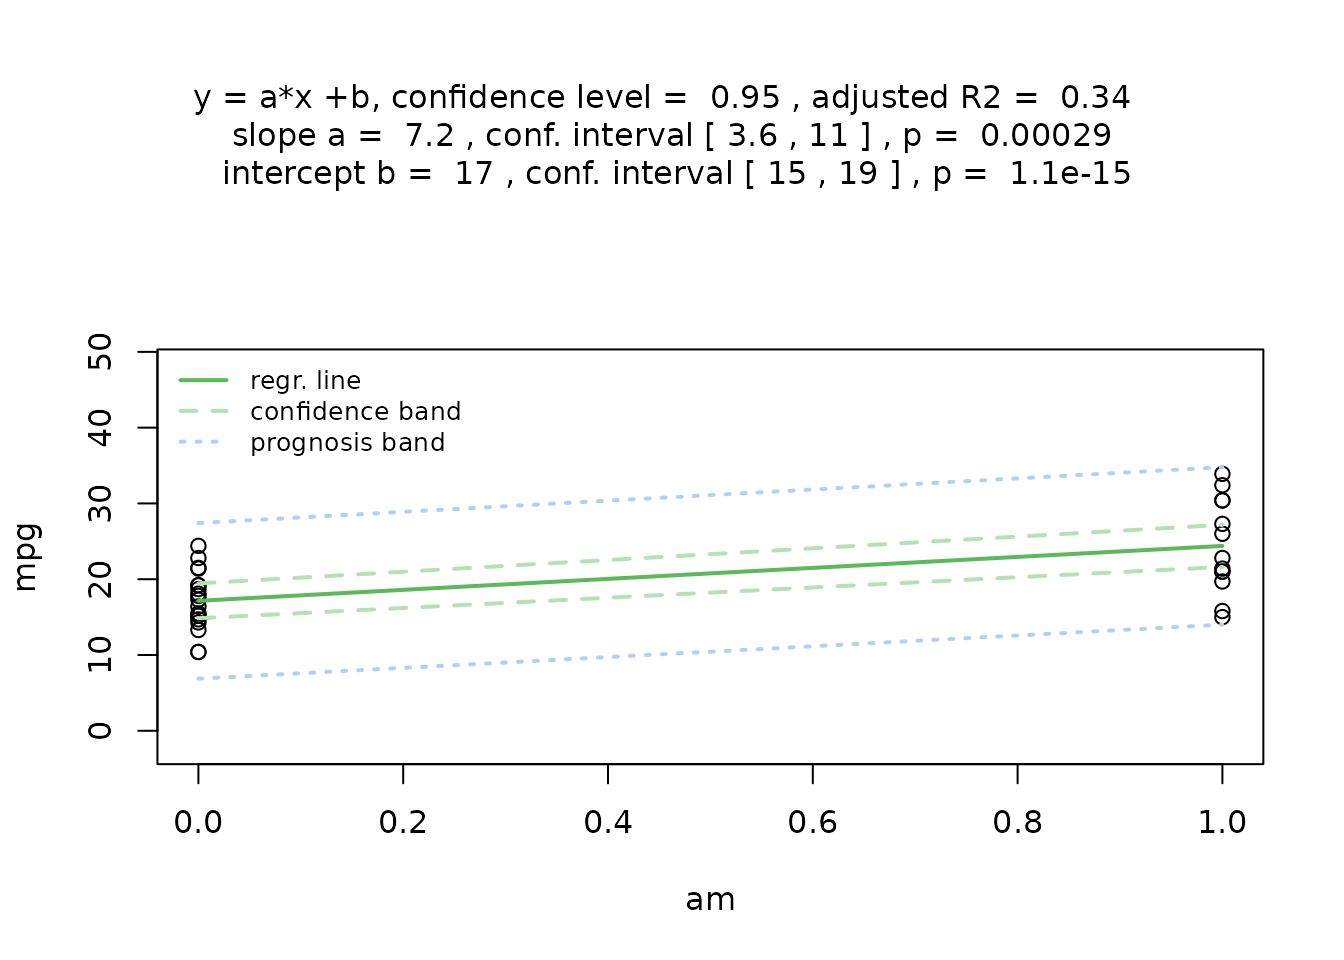 y = a*x +b, confidence level =  0.95 , adjusted R2 =  0.34
slope a =  7.2 , conf. interval [ 3.6 , 11 ] , p =  0.00029
intercept b =  17 , conf. interval [ 15 , 19 ] , p =  1.1e-15
regr. line
confidence band
prognosis band
50
40
30
20
10
0
mpg
0.0 0.2 0.4 0.6 0.8 1.0
am